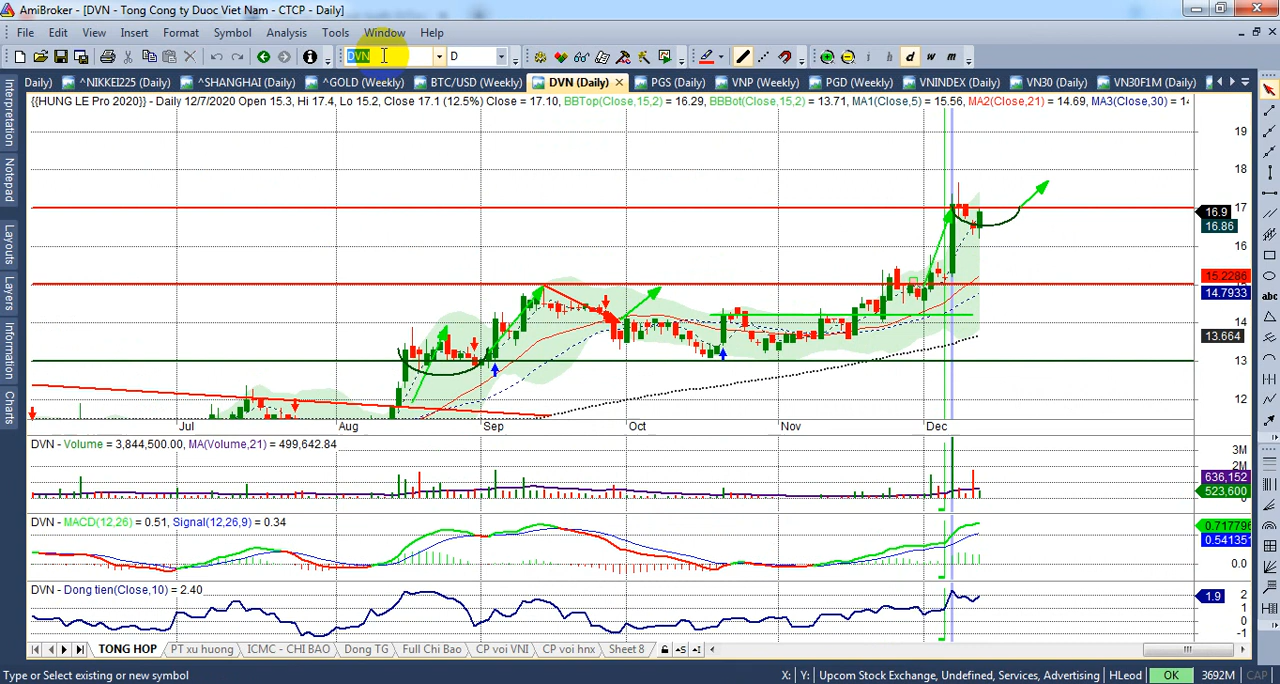 AmiBroker - [DVN - Tong Cong ty Duoc Viet Nam - CTCP - Daily]
File Edit View Insert Format Symbol Analysis Tools Window Help
DVN D i h d w m
Daily) ^NIKKEI225 (Daily) ^SHANGHAI (Daily) ^GOLD (Weekly) BTC/USD (Weekly) DVN (Daily) PGS (Daily) VNP (Weekly) PGD (Weekly) VNINDEX (Daily) VN30 (Daily) VN30F1M (Daily)
{{HUNG LE Pro 2020}} - Daily 12/7/2020 Open 15.3, Hi 17.4, Lo 15.2, Close 17.1 (12.5%) Close = 17.10, BBTop(Close,15,2) = 16.29, BBBot(Close,15,2) = 13.71, MA1(Close,5) = 15.56, MA2(Close,21) = 14.69, MA3(Close,30) = 14
Interpretation
Notepad
Layouts
Layers
Information
Charts
abc
19
18
17
16.9
16.86
16
15.2286
14.7933
14
13.664
13
12
Jul Aug Sep Oct Nov Dec
DVN - Volume = 3,844,500.00, MA(Volume,21) = 499,642.84
3M
2M
636,152
523,600
DVN - MACD(12,26) = 0.51, Signal(12,26,9) = 0.34
0.717796
0.541351
0.0
DVN - Dong tien(Close,10) = 2.40
2
1.9
1
0
-1
TONG HOP PT xu huong ICMC - CHI BAO Dong TG Full Chi Bao CP voi VNI CP voi hnx Sheet 8
Type or Select existing or new symbol X: Y: Upcom Stock Exchange, Undefined, Services, Advertising HLeod OK 3692M CAP